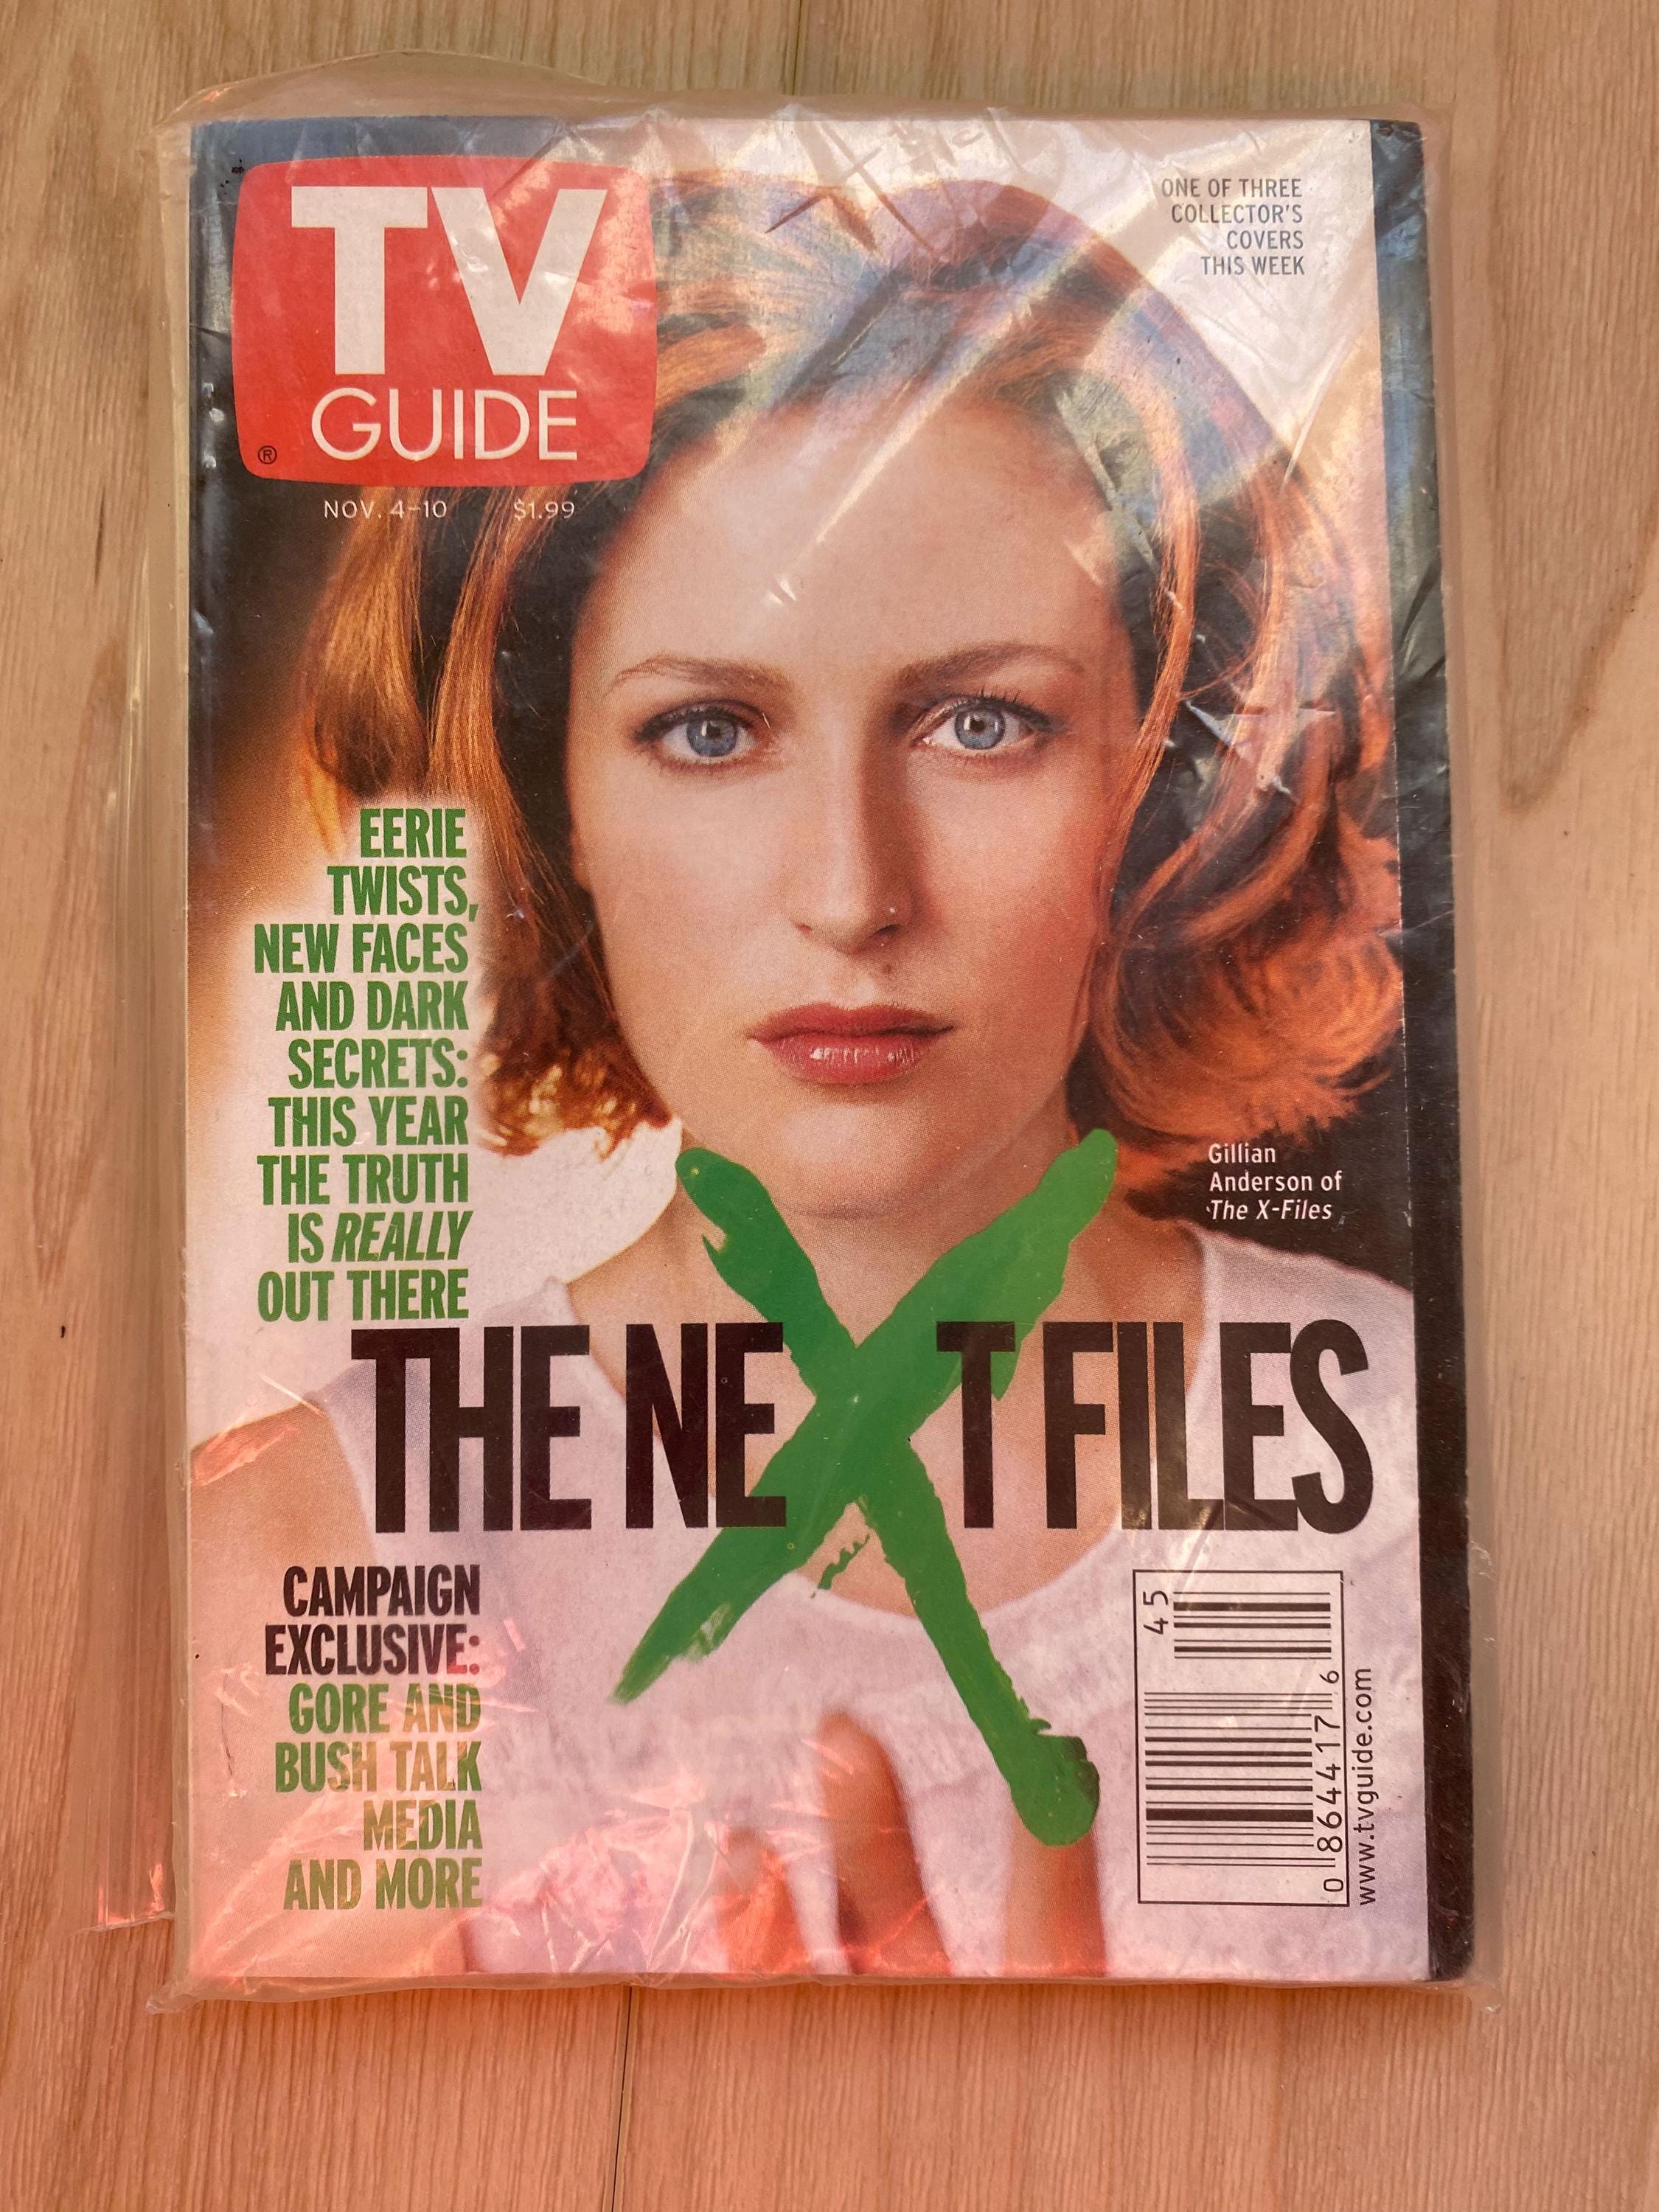 TV
GUIDE
®
NOV. 4-10 $1.99
ONE OF THREE
COLLECTOR'S
COVERS
THIS WEEK
EERIE
TWISTS,
NEW FACES
AND DARK
SECRETS:
THIS YEAR
THE TRUTH
IS REALLY
OUT THERE
Gillian
Anderson of
The X-Files
THE NEXT FILES
CAMPAIGN
EXCLUSIVE:
GORE AND
BUSH TALK
MEDIA
AND MORE
45
0 86441 7 6
www.tvguide.com